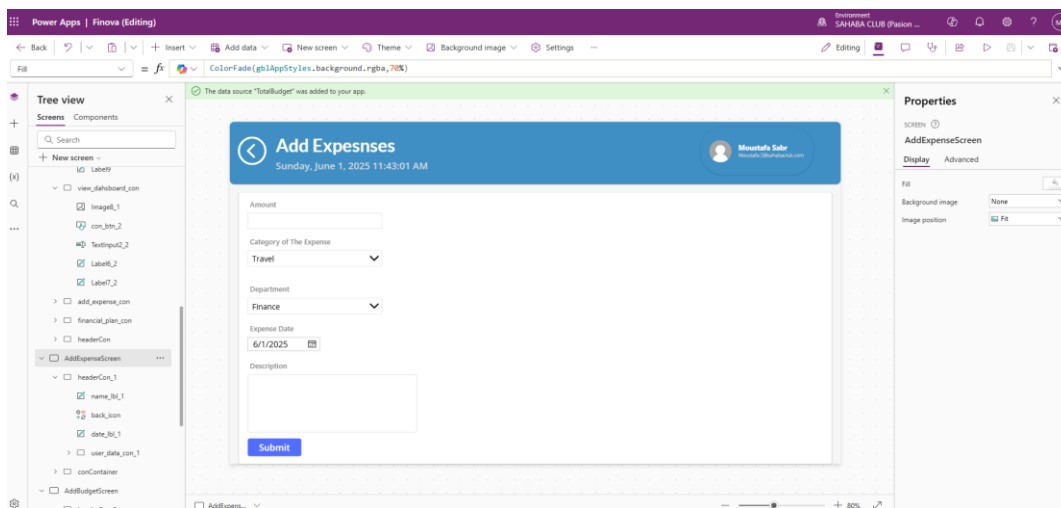 Power Apps | Finova (Editing)
Environment
SAHABA CLUB (Pasion ...
Back
Insert
Add data
New screen
Theme
Background image
Settings
...
Editing
Fill
= fx ColorFade(gblAppStyles.background.rgba,70%)
The data source "TotalBudget" was added to your app.
Tree view
Screens Components
Search
New screen
Label9
view_dahsboard_con
Image8_1
con_btn_2
TextInput2_2
Label6_2
Label7_2
add_expense_con
financial_plan_con
headerCon
AddExpenseScreen ...
headerCon_1
name_lbl_1
back_icon
date_lbl_1
user_data_con_1
conContainer
AddBudgetScreen
Add Expesnses
Sunday, June 1, 2025 11:43:01 AM
Moustafa Sabr
Amount
Category of The Expense
Travel
Department
Finance
Expense Date
6/1/2025
Description
Submit
AddExpens...
80%
Properties
SCREEN
AddExpenseScreen
Display Advanced
Fill
Background image None
Image position Fit